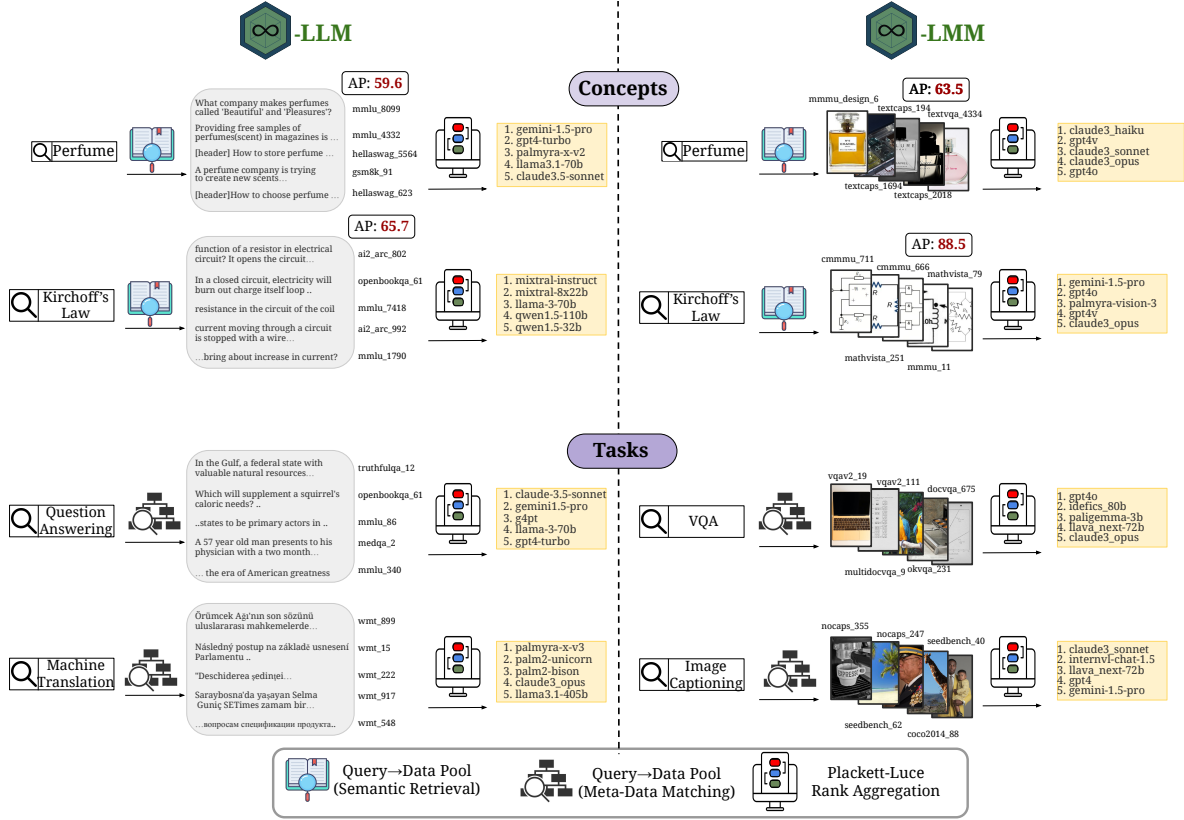 -LLM
-LMM
Concepts
Perfume
What company makes perfumes
called 'Beautiful' and 'Pleasures'?
Providing free samples of
perfumes(scent) in magazines is ...
[header] How to store perfume ...
A perfume company is trying
to create new scents...
[header]How to choose perfume ...
AP: 59.6
mmlu_8099
mmlu_4332
hellaswag_5564
gsm8k_91
hellaswag_623
1. gemini-1.5-pro
2. gpt4-turbo
3. palmyra-x-v2
4. llama3.1-70b
5. claude3.5-sonnet
Perfume
AP: 63.5
mmmu_design_6
textcaps_194
textvqa_4334
textcaps_1694
textcaps_2018
1. claude3_haiku
2. gpt4v
3. claude3_sonnet
4. claude3_opus
5. gpt4o
Kirchoff's
Law
function of a resistor in electrical
circuit? It opens the circuit...
In a closed circuit, electricity will
burn out charge itself loop ..
resistance in the circuit of the coil
current moving through a circuit
is stopped with a wire...
...bring about increase in current?
AP: 65.7
ai2_arc_802
openbookqa_61
mmlu_7418
ai2_arc_992
mmlu_1790
1. mixtral-instruct
2. mixtral-8x22b
3. llama-3-70b
4. qwen1.5-110b
5. qwen1.5-32b
Kirchoff's
Law
AP: 88.5
cmmmu_711
cmmmu_666
mathvista_79
mathvista_251
mmmu_11
1. gemini-1.5-pro
2. gpt4o
3. palmyra-vision-3
4. gpt4v
5. claude3_opus
Tasks
Question
Answering
In the Gulf, a federal state with
valuable natural resources...
Which will supplement a squirrel's
caloric needs? ..
..states to be primary actors in ..
A 57 year old man presents to his
physician with a two month...
... the era of American greatness
truthfulqa_12
openbookqa_61
mmlu_86
medqa_2
mmlu_340
1. claude-3.5-sonnet
2. gemini1.5-pro
3. g4pt
4. llama-3-70b
5. gpt4-turbo
VQA
vqav2_19
vqav2_111
docvqa_675
multidocvqa_9
okvqa_231
1. gpt4o
2. idefics_80b
3. paligemma-3b
4. llava_next-72b
5. claude3_opus
Machine
Translation
Örümcek Ağı'nın son sözünü
uluslararası mahkemelerde...
Následný postup na základě usnesení
Parlamentu ..
"Deschiderea ședinței...
Saraybosna'da yaşayan Selma
Guniç SETimes zamam bir...
...вопросам спецификации продукта..
wmt_899
wmt_15
wmt_222
wmt_917
wmt_548
1. palmyra-x-v3
2. palm2-unicorn
3. palm2-bison
4. claude3_opus
5. llama3.1-405b
Image
Captioning
nocaps_355
nocaps_247
seedbench_40
seedbench_62
coco2014_88
1. claude3_sonnet
2. internvl-chat-1.5
3. llava_next-72b
4. gpt4
5. gemini-1.5-pro
Query→Data Pool
(Semantic Retrieval)
Query→Data Pool
(Meta-Data Matching)
Plackett-Luce
Rank Aggregation